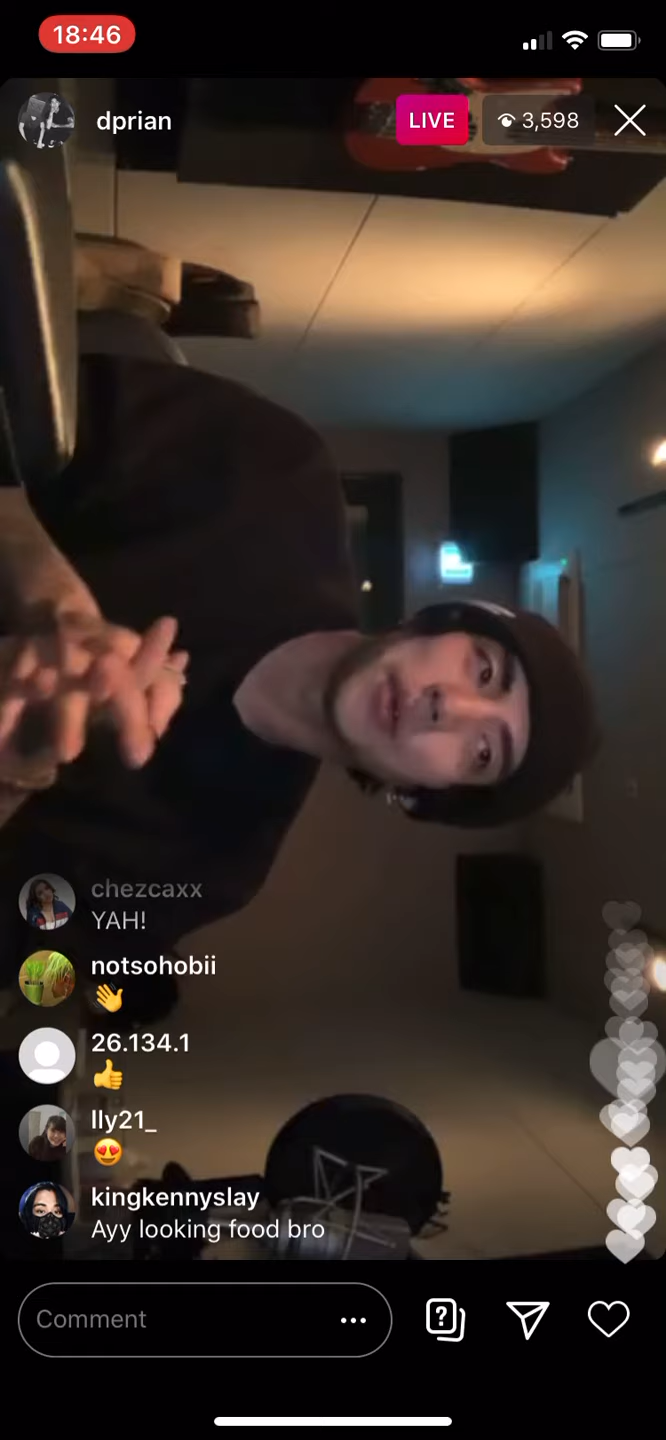 18:46
dprian
LIVE
3,598
chezcaxx
YAH!
notsohobii
👋
26.134.1
👍
lly21_
😍
kingkennyslay
Ayy looking food bro
Comment